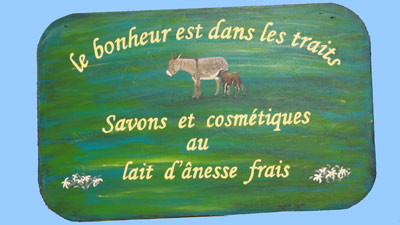 le bonheur est dans les traits
Savons et cosmétiques
au
lait d'ânesse frais